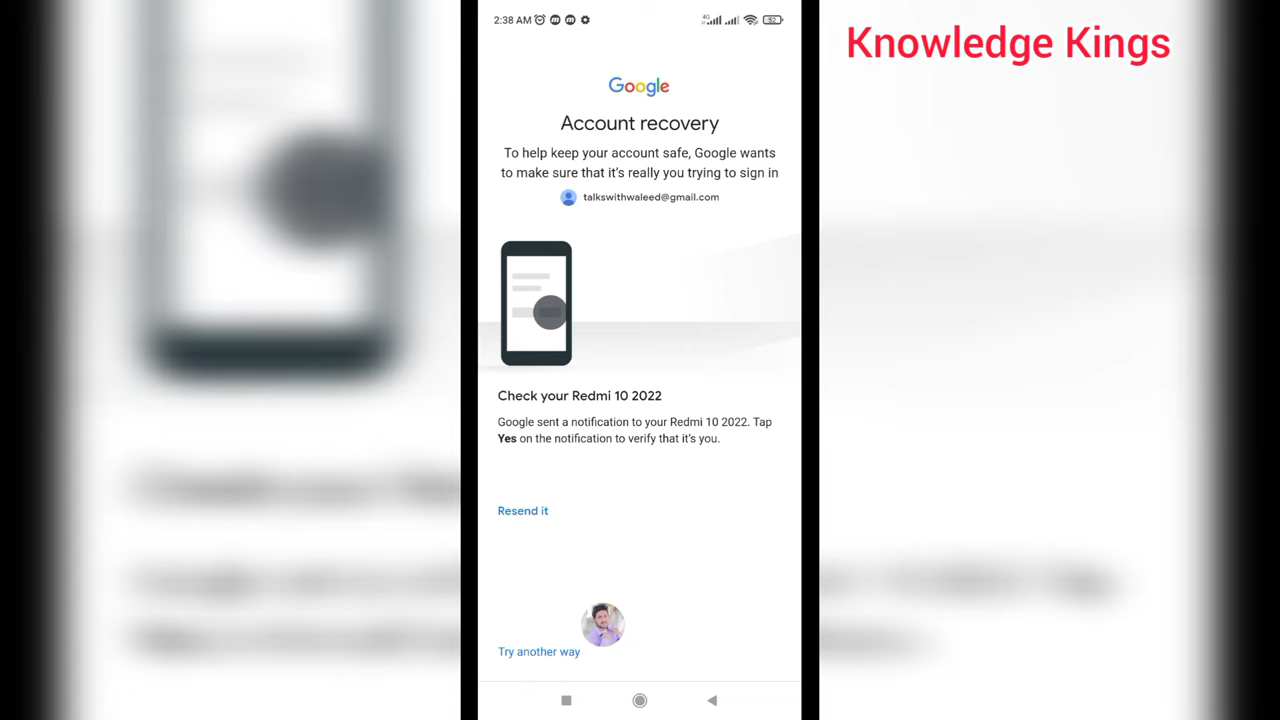 2:38 AM
4G
52
Knowledge Kings
Google
Account recovery
To help keep your account safe, Google wants
to make sure that it's really you trying to sign in
talkswithwaleed@gmail.com
Check your Redmi 10 2022
Google sent a notification to your Redmi 10 2022. Tap
Yes on the notification to verify that it's you.
Resend it
Try another way